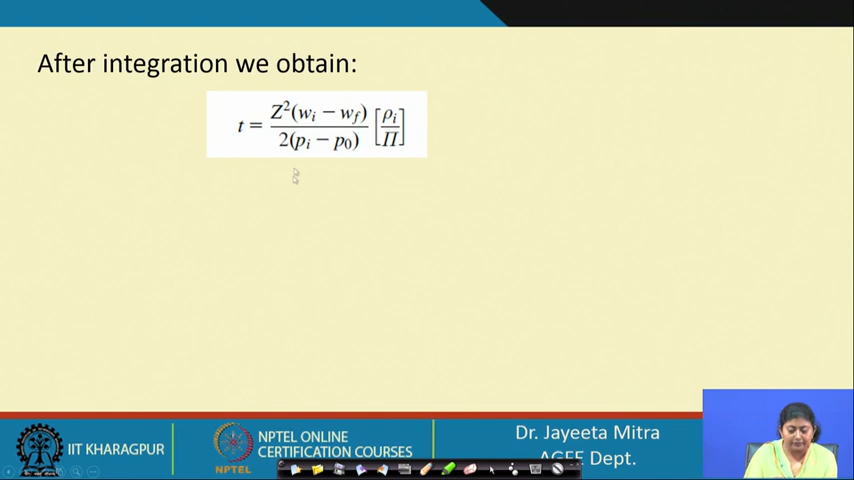 After integration we obtain:
t = Z²(wᵢ − w_f) / 2(pᵢ − p₀) [ρᵢ / Π]
IIT KHARAGPUR
NPTEL
NPTEL ONLINE
CERTIFICATION COURSES
Dr. Jayeeta Mitra
AGFE Dept.